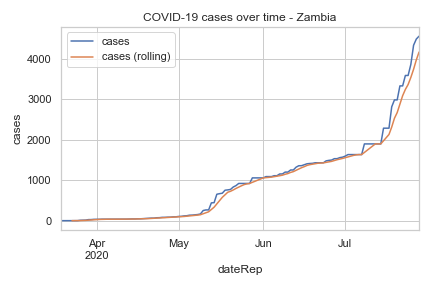 COVID-19 cases over time - Zambia
cases
cases (rolling)
4000
3000
2000
1000
0
cases
Apr
2020
May
Jun
Jul
dateRep